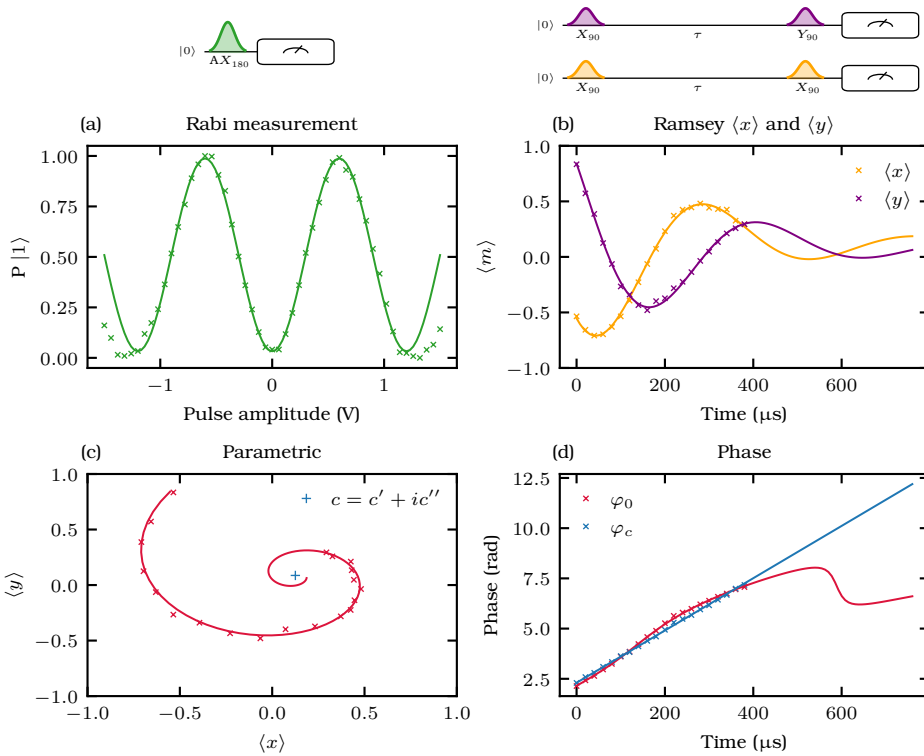 |0⟩
AX₁₈₀
|0⟩
X₉₀
τ
Y₉₀
|0⟩
X₉₀
τ
X₉₀
(a)
Rabi measurement
P |1⟩
1.00
0.75
0.50
0.25
0.00
−1
0
1
Pulse amplitude (V)
(b)
Ramsey ⟨x⟩ and ⟨y⟩
⟨m⟩
1.0
0.5
0.0
−0.5
−1.0
⟨x⟩
⟨y⟩
0
200
400
600
Time (μs)
(c)
Parametric
⟨y⟩
1.0
0.5
0.0
−0.5
−1.0
c = c′ + ic″
−1.0
−0.5
0.0
0.5
1.0
⟨x⟩
(d)
Phase
Phase (rad)
12.5
10.0
7.5
5.0
2.5
φ₀
φ_c
0
200
400
600
Time (μs)